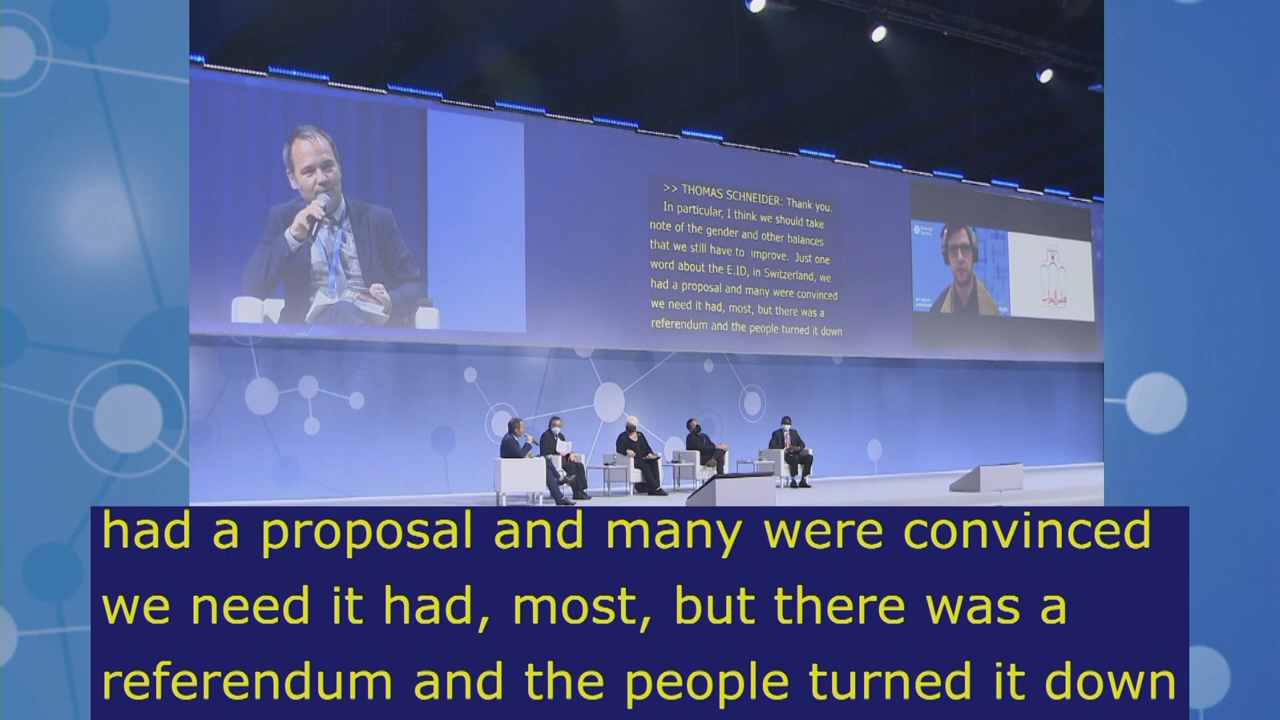 >> THOMAS SCHNEIDER: Thank you.
In particular, I think we should take
note of the gender and other balances
that we still have to improve. Just one
word about the E.ID, in Switzerland, we
had a proposal and many were convinced
we need it had, most, but there was a
referendum and the people turned it down
had a proposal and many were convinced
we need it had, most, but there was a
referendum and the people turned it down